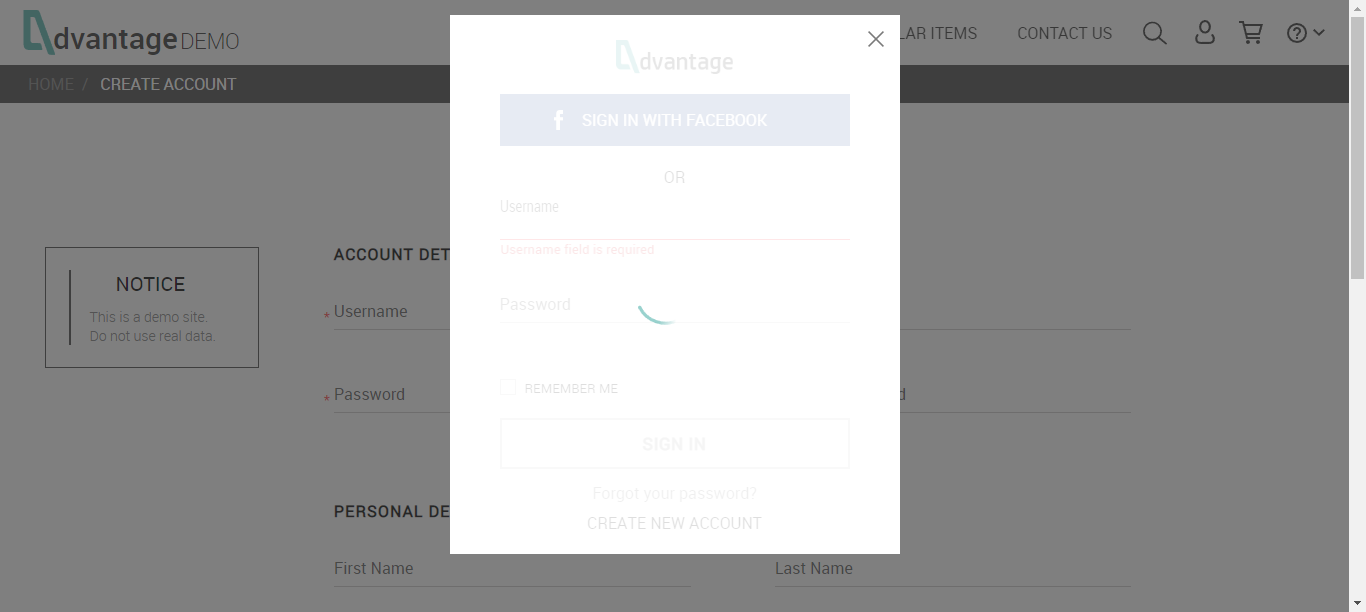 dvantage DEMO
LAR ITEMS
CONTACT US
?
HOME / CREATE ACCOUNT
dvantage
f SIGN IN WITH FACEBOOK
OR
Username
Username field is required
Password
REMEMBER ME
SIGN IN
Forgot your password?
CREATE NEW ACCOUNT
NOTICE
This is a demo site.
Do not use real data.
ACCOUNT DET
* Username
* Password
d
PERSONAL DE
First Name
Last Name